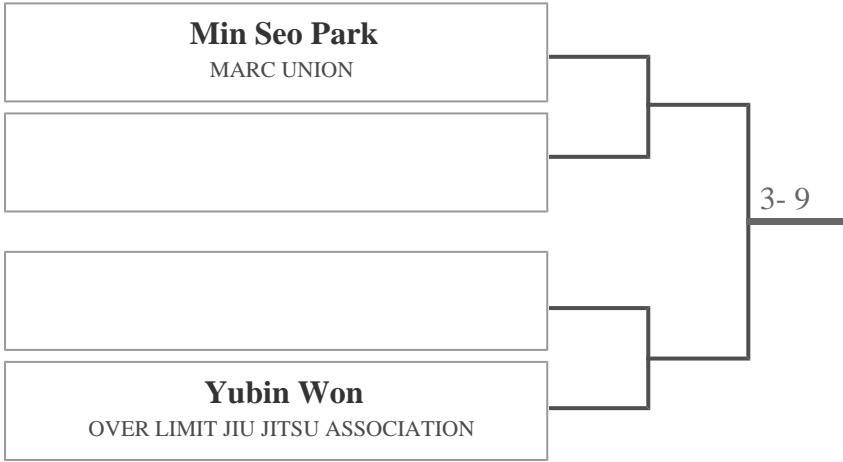 Min Seo Park
MARC UNION
3- 9
Yubin Won
OVER LIMIT JIU JITSU ASSOCIATION